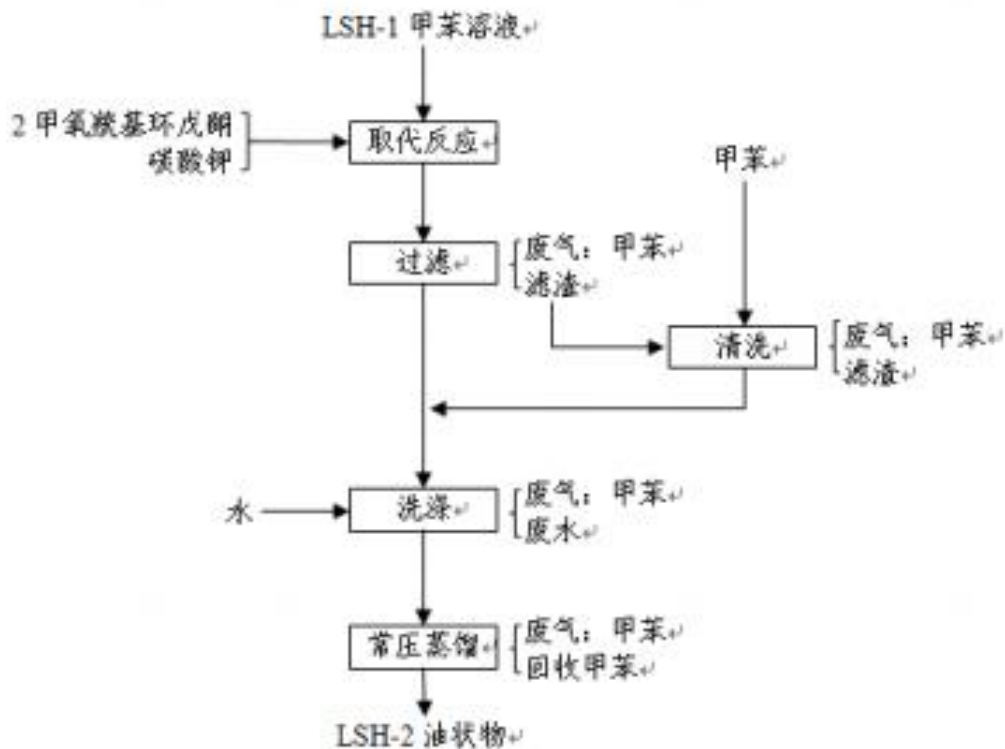 LSH-1 甲苯溶液
2 甲氧羰基环戊酮
碳酸钾
取代反应
甲苯
过滤
废气：甲苯
滤渣
清洗
废气：甲苯
滤渣
水
洗涤
废气：甲苯
废水
常压蒸馏
废气：甲苯
回收甲苯
LSH-2 油状物